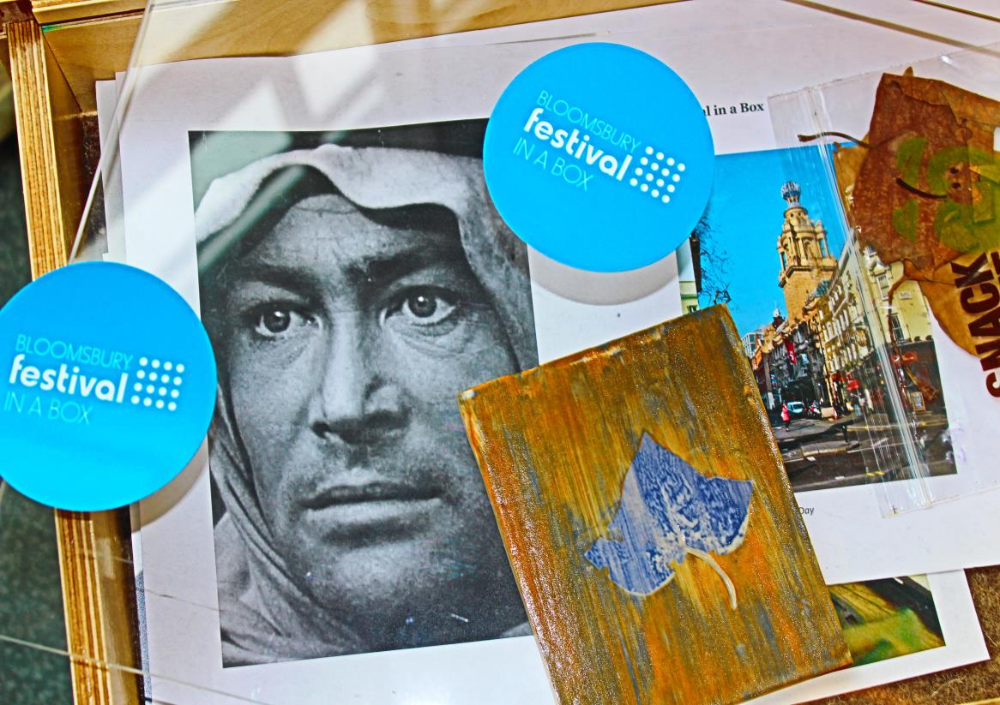 BLOOMSBURY
festival
IN A BOX
BLOOMSBURY
festival
IN A BOX
in a Box
SNACK
Day